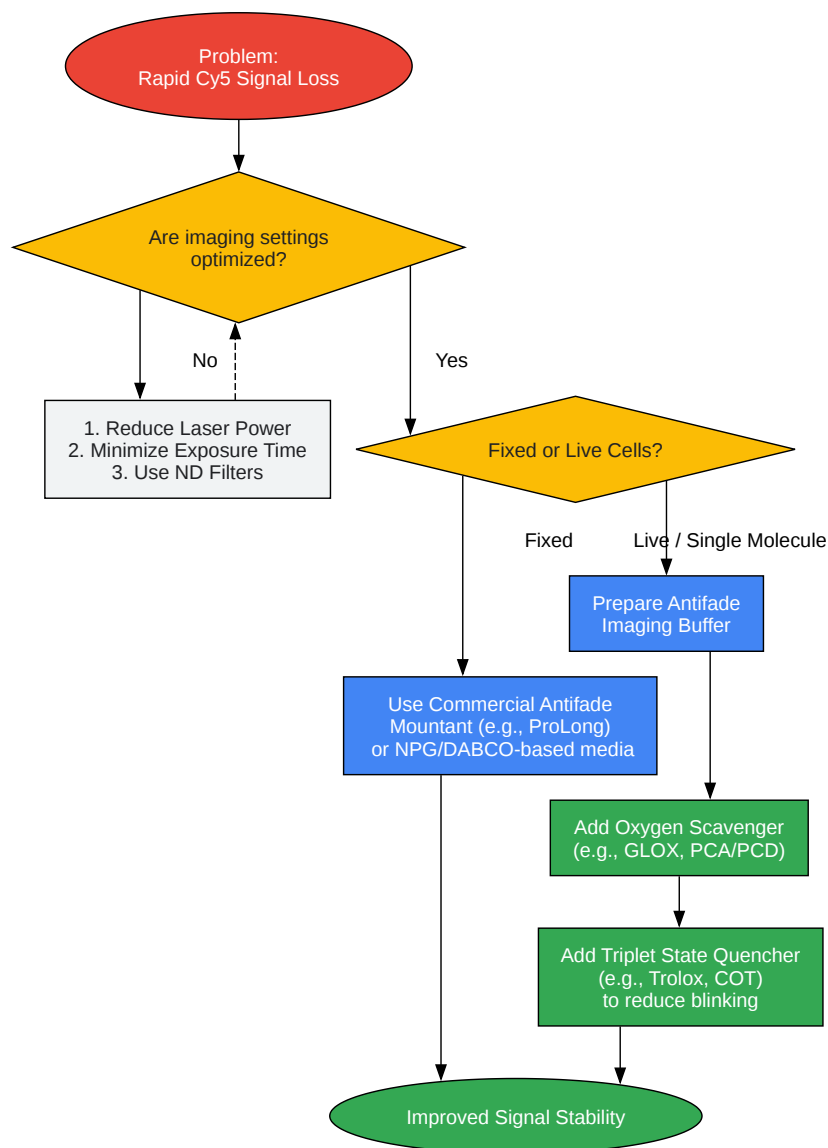 Problem:
Rapid Cy5 Signal Loss
Are imaging settings
optimized?
No
Yes
1. Reduce Laser Power
2. Minimize Exposure Time
3. Use ND Filters
Fixed or Live Cells?
Fixed
Live / Single Molecule
Prepare Antifade
Imaging Buffer
Use Commercial Antifade
Mountant (e.g., ProLong)
or NPG/DABCO-based media
Add Oxygen Scavenger
(e.g., GLOX, PCA/PCD)
Add Triplet State Quencher
(e.g., Trolox, COT)
to reduce blinking
Improved Signal Stability